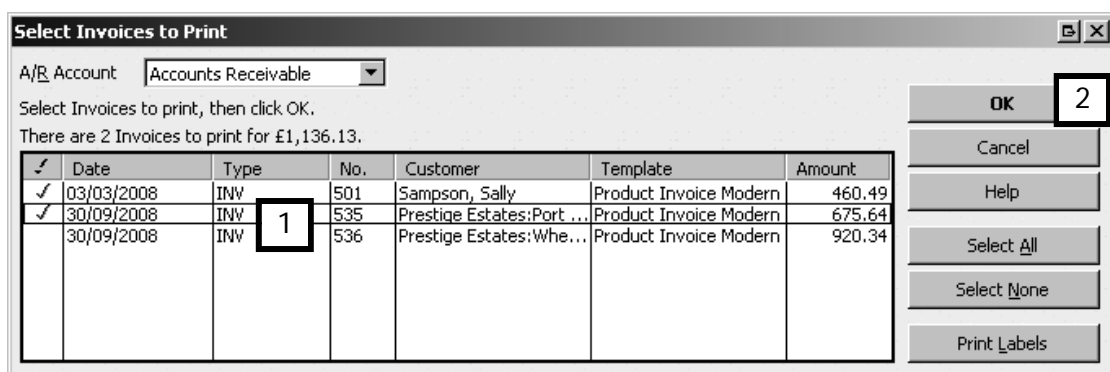 Select Invoices to Print
A/R Account Accounts Receivable
Select Invoices to print, then click OK.
There are 2 Invoices to print for £1,136.13.
✓ Date Type No. Customer Template Amount
✓ 03/03/2008 INV 501 Sampson, Sally Product Invoice Modern 460.49
✓ 30/09/2008 INV 535 Prestige Estates:Port ... Product Invoice Modern 675.64
30/09/2008 INV 536 Prestige Estates:Whe... Product Invoice Modern 920.34
1
OK
2
Cancel
Help
Select All
Select None
Print Labels